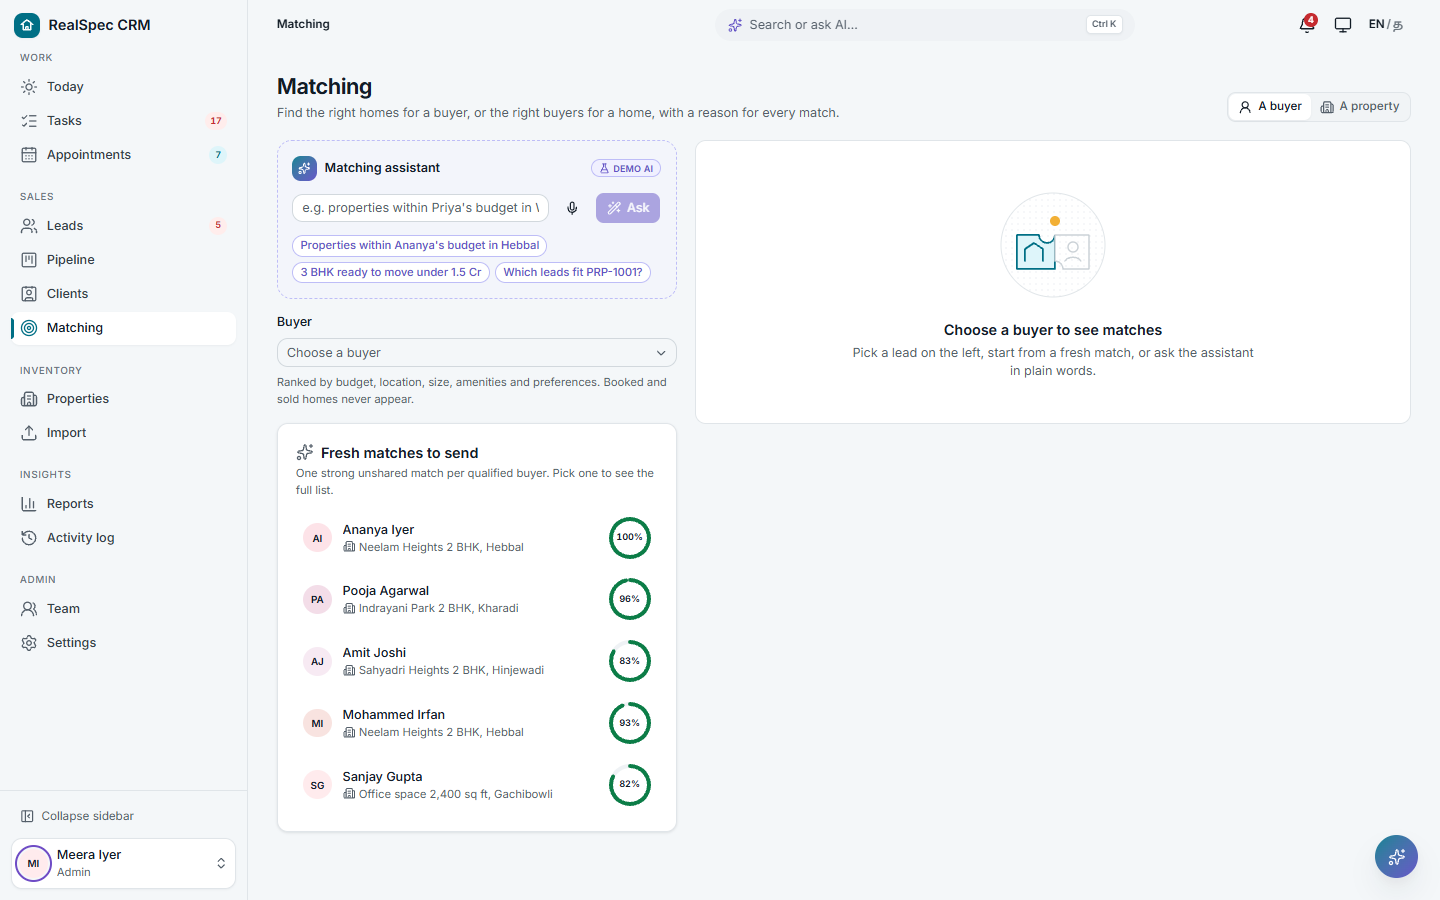 RealSpec CRM
WORK
Today
Tasks
17
Appointments
7
SALES
Leads
5
Pipeline
Clients
Matching
INVENTORY
Properties
Import
INSIGHTS
Reports
Activity log
ADMIN
Team
Settings
Collapse sidebar
MI
Meera Iyer
Admin
Matching
Search or ask AI...
Ctrl K
4
EN / த
Matching
Find the right homes for a buyer, or the right buyers for a home, with a reason for every match.
A buyer
A property
Matching assistant
DEMO AI
e.g. properties within Priya's budget in \
Ask
Properties within Ananya's budget in Hebbal
3 BHK ready to move under 1.5 Cr
Which leads fit PRP-1001?
Buyer
Choose a buyer
Ranked by budget, location, size, amenities and preferences. Booked and
sold homes never appear.
Fresh matches to send
One strong unshared match per qualified buyer. Pick one to see the
full list.
AI
Ananya Iyer
Neelam Heights 2 BHK, Hebbal
100%
PA
Pooja Agarwal
Indrayani Park 2 BHK, Kharadi
96%
AJ
Amit Joshi
Sahyadri Heights 2 BHK, Hinjewadi
83%
MI
Mohammed Irfan
Neelam Heights 2 BHK, Hebbal
93%
SG
Sanjay Gupta
Office space 2,400 sq ft, Gachibowli
82%
Choose a buyer to see matches
Pick a lead on the left, start from a fresh match, or ask the assistant
in plain words.